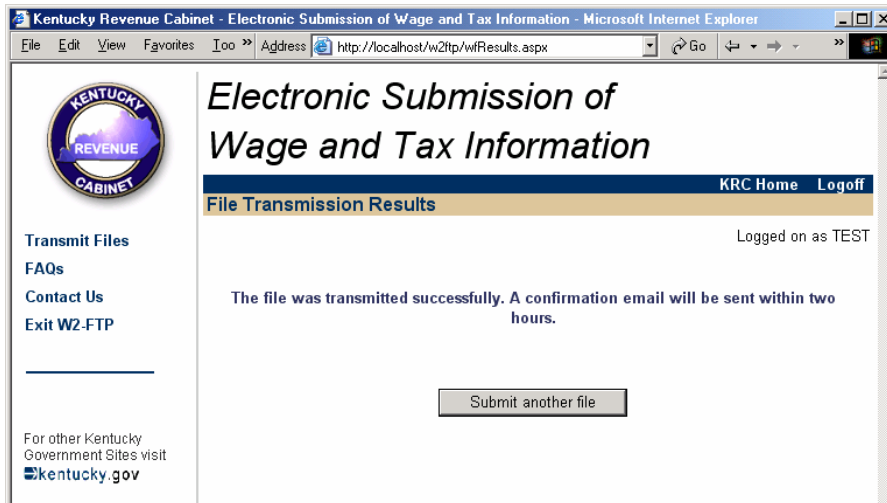 Kentucky Revenue Cabinet - Electronic Submission of Wage and Tax Information - Microsoft Internet Explorer
File Edit View Favorites Too » Address http://localhost/w2ftp/wfResults.aspx Go »
KENTUCKY
REVENUE
CABINET
Electronic Submission of
Wage and Tax Information
KRC Home Logoff
File Transmission Results
Logged on as TEST
Transmit Files
FAQs
Contact Us
Exit W2-FTP
The file was transmitted successfully. A confirmation email will be sent within two
hours.
Submit another file
For other Kentucky
Government Sites visit
kentucky.gov